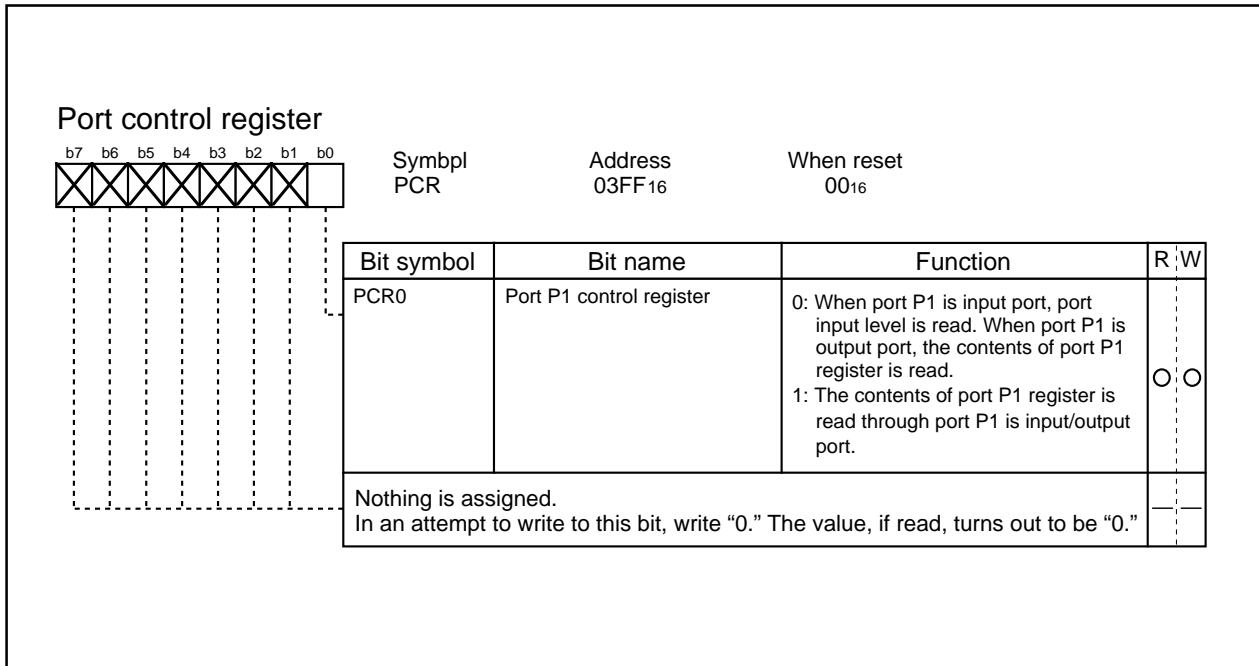 Port control register
b7 b6 b5 b4 b3 b2 b1 b0
Symbpl Address When reset
PCR 03FF16 0016
Bit symbol Bit name Function R W
PCR0 Port P1 control register 0: When port P1 is input port, port
input level is read. When port P1 is
output port, the contents of port P1
register is read.
1: The contents of port P1 register is
read through port P1 is input/output
port.
Nothing is assigned.
In an attempt to write to this bit, write “0.” The value, if read, turns out to be “0.”